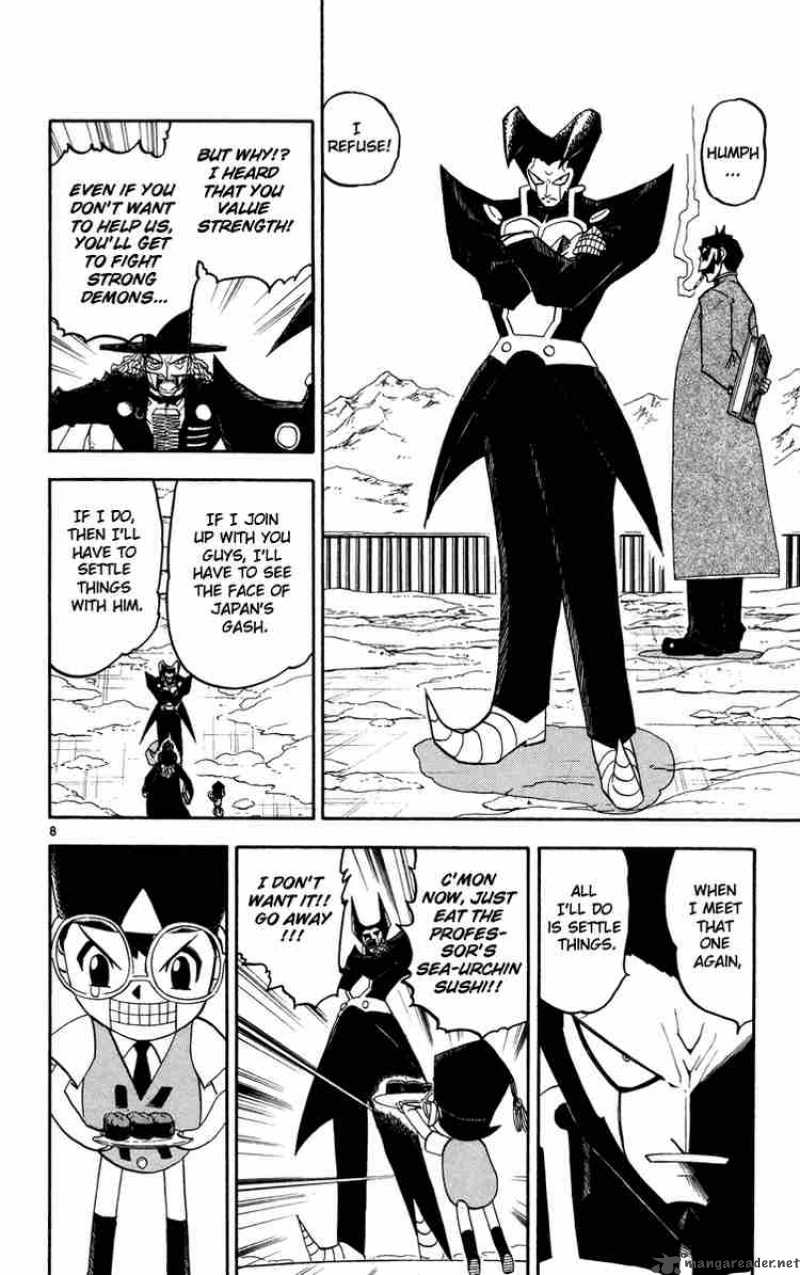 HUMPH
...
I
REFUSE!
BUT WHY!?
I HEARD
THAT YOU
VALUE
STRENGTH!
EVEN IF YOU
DON'T WANT
TO HELP US,
YOU'LL GET
TO FIGHT
STRONG
DEMONS...
IF I JOIN
UP WITH YOU
GUYS, I'LL
HAVE TO SEE
THE FACE OF
JAPAN'S
GASH.
IF I DO,
THEN I'LL
HAVE TO
SETTLE
THINGS
WITH HIM.
8
WHEN
I MEET
THAT
ONE
AGAIN,
ALL
I'LL DO
IS SETTLE
THINGS.
C'MON
NOW, JUST
EAT THE
PROFES-
SOR'S
SEA-URCHIN
SUSHI!!
I DON'T
WANT IT!!
GO AWAY
!!!
mangareader.net